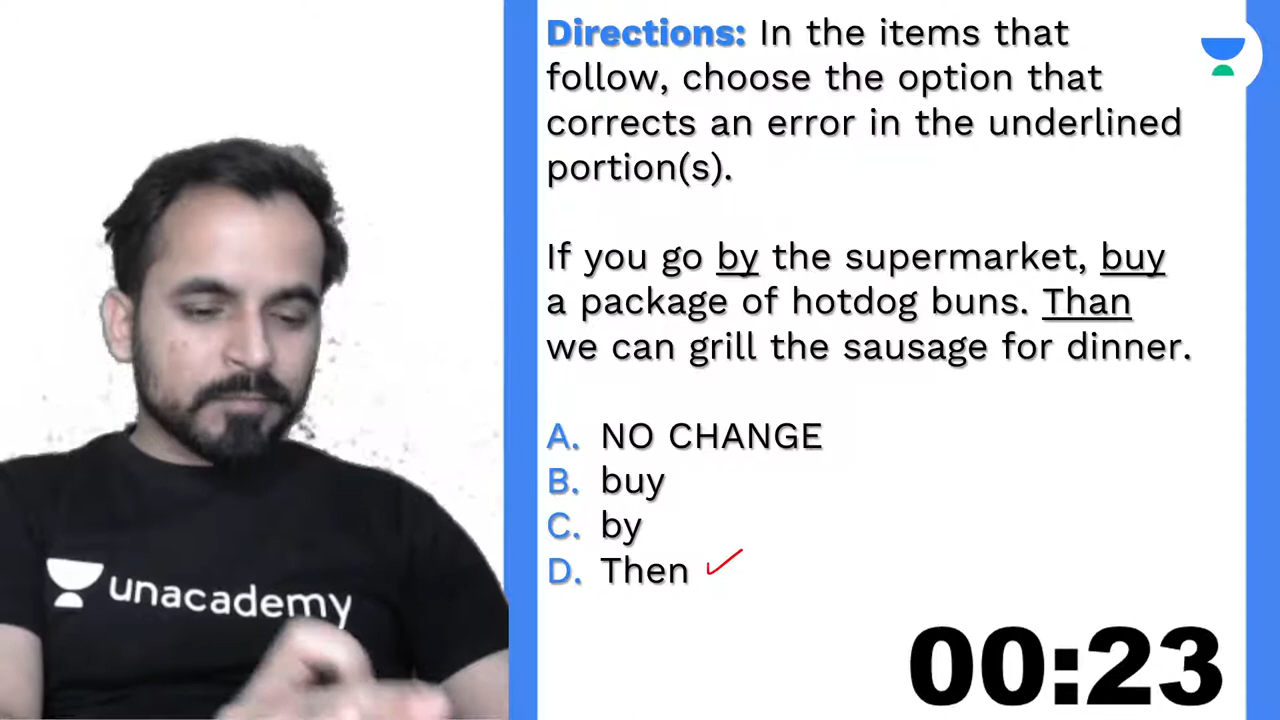 Directions: In the items that
follow, choose the option that
corrects an error in the underlined
portion(s).
If you go by the supermarket, buy
a package of hotdog buns. Than
we can grill the sausage for dinner.
A. NO CHANGE
B. buy
C. by
D. Then
unacademy
00:23